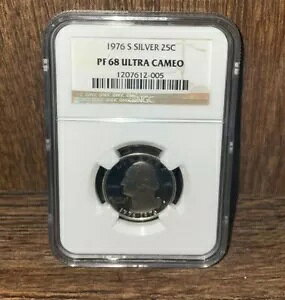 1976 S SILVER 25C
PF 68 ULTRA CAMEO
1207612-005